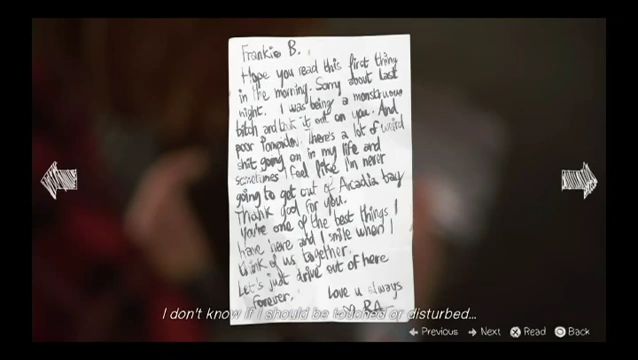 Frankie B.
Hope you read this first thing
in the morning. Sorry about last
night. I was being a monstruous
bitch and it out on you. And
poor Pompidou. There's a lot of weird
shit going on in my life and
sometimes I feel like I'm never
going to get out of Acadia bay
Thank god for you.
You're one of the best things I
have here and I smile when I
think of us together.
Let's just drive out of here
forever.
Love u always
RA
I don't know if I should be touched or disturbed...
Previous Next Read Back